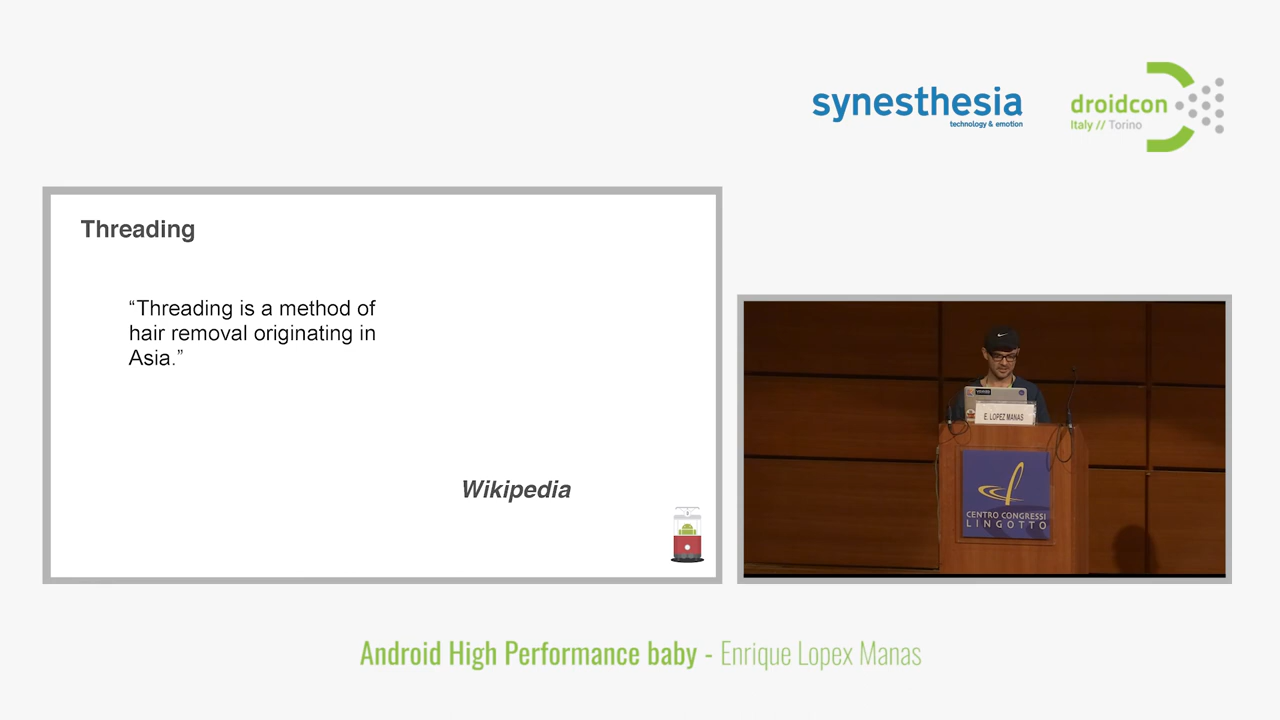 synesthesia
technology & emotion
droidcon
Italy // Torino
Threading
“Threading is a method of
hair removal originating in
Asia.”
Wikipedia
E. LOPEZ MANAS
CENTRO CONGRESSI
LINGOTTO
Android High Performance baby - Enrique Lopex Manas